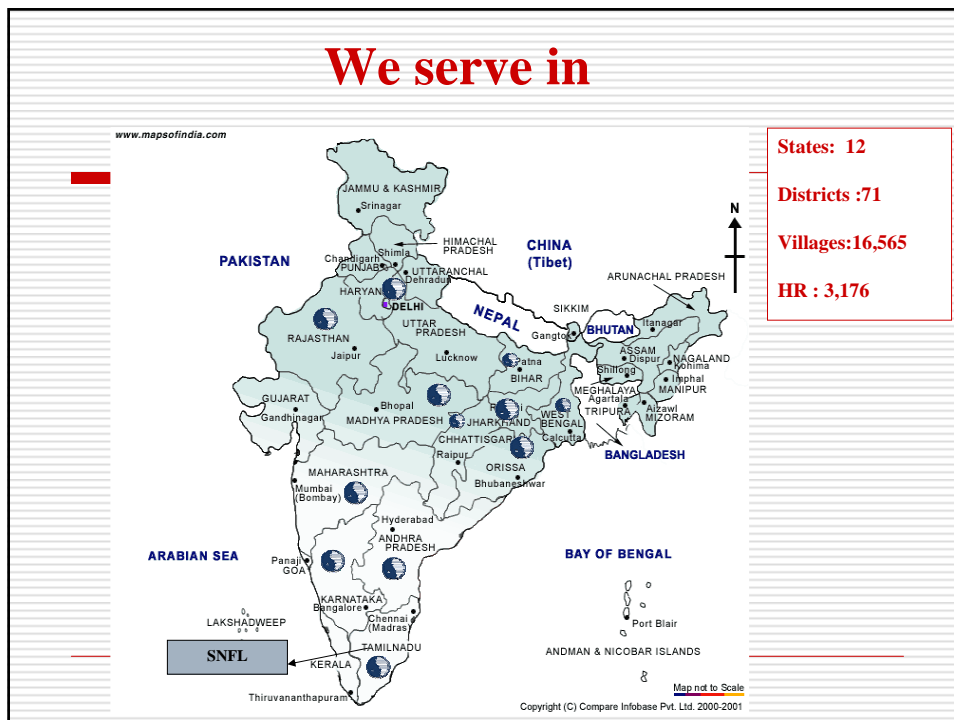 We serve in
www.mapsofindia.com
States: 12
Districts :71
Villages:16,565
HR : 3,176
JAMMU & KASHMIR
Srinagar
N
HIMACHAL
PRADESH
CHINA
(Tibet)
PAKISTAN
Shimla
Chandigarh
PUNJAB
UTTARANCHAL
Dehradun
ARUNACHAL PRADESH
HARYAN
DELHI
NEPAL
SIKKIM
BHUTAN
Itanagar
RAJASTHAN
UTTAR
PRADESH
Gangtok
Jaipur
Lucknow
ASSAM
Dispur
NAGALAND
Kohima
Patna
BIHAR
Shillong
Imphal
MANIPUR
MEGHALAYA
Agartala
TRIPURA
Aizawl
MIZORAM
GUJARAT
Gandhinagar
Bhopal
MADHYA PRADESH
JHARKHAND
WEST
BENGAL
Calcutta
CHHATTISGAR
Raipur
BANGLADESH
ORISSA
Bhubaneshwar
MAHARASHTRA
Mumbai
(Bombay)
Hyderabad
ANDHRA
PRADESH
ARABIAN SEA
BAY OF BENGAL
Panaji
GOA
KARNATAKA
Bangalore
Chennai
(Madras)
LAKSHADWEEP
Port Blair
SNFL
TAMILNADU
KERALA
ANDMAN & NICOBAR ISLANDS
Thiruvananthapuram
Map not to Scale
Copyright (C) Compare Infobase Pvt. Ltd. 2000-2001